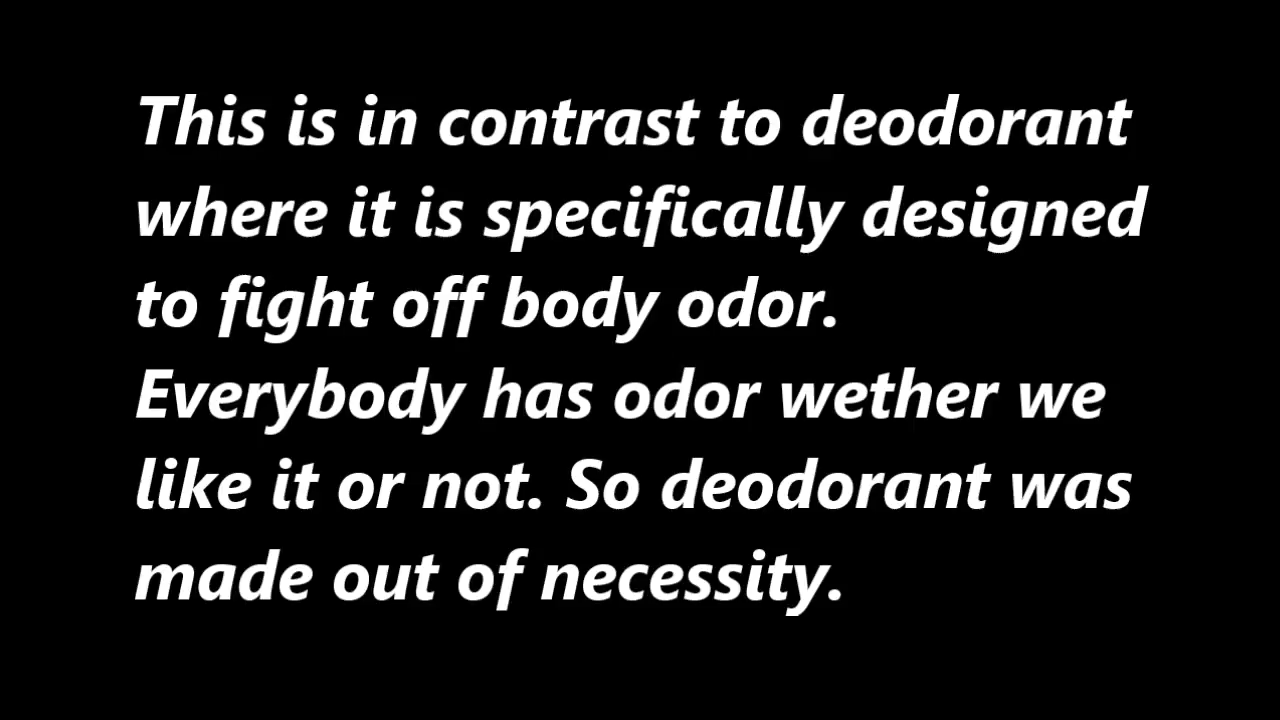 This is in contrast to deodorant
where it is specifically designed
to fight off body odor.
Everybody has odor wether we
like it or not. So deodorant was
made out of necessity.